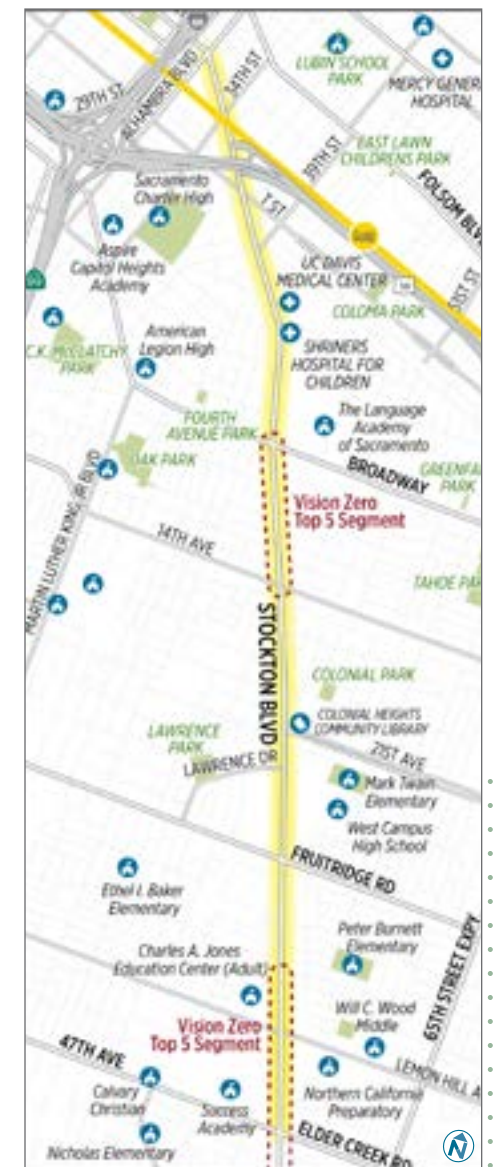 LUBIN SCHOOL
PARK
MERCY GENER
HOSPITAL
29TH ST
ALHAMBRA BLVD
34TH ST
39TH ST
EAST LAWN
CHILDRENS PARK
FOLSOM BLV
T ST
Sacramento
Charter High
Aspire
Capitol Heights
Academy
UC DAVIS
MEDICAL CENTER
51ST ST
COLOMA PARK
C.K. MCCLATCHY
PARK
American
Legion High
SHRINERS
HOSPITAL FOR
CHILDREN
FOURTH
AVENUE PARK
The Language
Academy
of Sacramento
OAK PARK
BROADWAY
GREENFA
PARK
MARTIN LUTHER KING JR BLVD
Vision Zero
Top 5 Segment
14TH AVE
TAHOE PAR
STOCKTON BLVD
COLONIAL PARK
COLONIAL HEIGHTS
COMMUNITY LIBRARY
LAWRENCE
PARK
21ST AVE
LAWRENCE DR
Mark Twain
Elementary
West Campus
High School
FRUITRIDGE RD
Ethel I. Baker
Elementary
Peter Burnett
Elementary
65TH STREET EXPY
Charles A. Jones
Education Center (Adult)
Will C. Wood
Middle
Vision Zero
Top 5 Segment
47TH AVE
LEMON HILL A
Calvary
Christian
Success
Academy
Northern California
Preparatory
Nicholas Elementary
ELDER CREEK RD
N